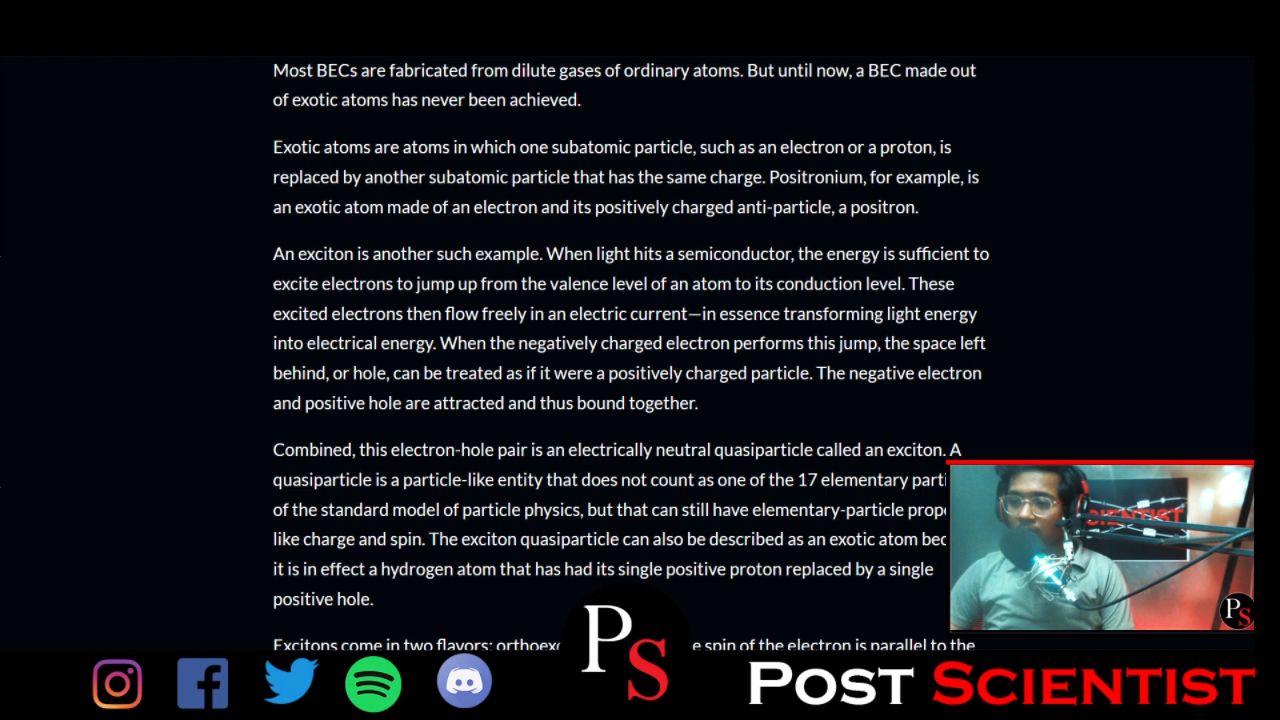 Most BECs are fabricated from dilute gases of ordinary atoms. But until now, a BEC made out
of exotic atoms has never been achieved.
Exotic atoms are atoms in which one subatomic particle, such as an electron or a proton, is
replaced by another subatomic particle that has the same charge. Positronium, for example, is
an exotic atom made of an electron and its positively charged anti-particle, a positron.
An exciton is another such example. When light hits a semiconductor, the energy is sufficient to
excite electrons to jump up from the valence level of an atom to its conduction level. These
excited electrons then flow freely in an electric current—in essence transforming light energy
into electrical energy. When the negatively charged electron performs this jump, the space left
behind, or hole, can be treated as if it were a positively charged particle. The negative electron
and positive hole are attracted and thus bound together.
Combined, this electron-hole pair is an electrically neutral quasiparticle called an exciton. A
quasiparticle is a particle-like entity that does not count as one of the 17 elementary parti
of the standard model of particle physics, but that can still have elementary-particle prope
like charge and spin. The exciton quasiparticle can also be described as an exotic atom bec
it is in effect a hydrogen atom that has had its single positive proton replaced by a single
positive hole.
Excitons come in two flavors: orthoexc e spin of the electron is parallel to the
CIENTIST
PS
PS
POST SCIENTIST